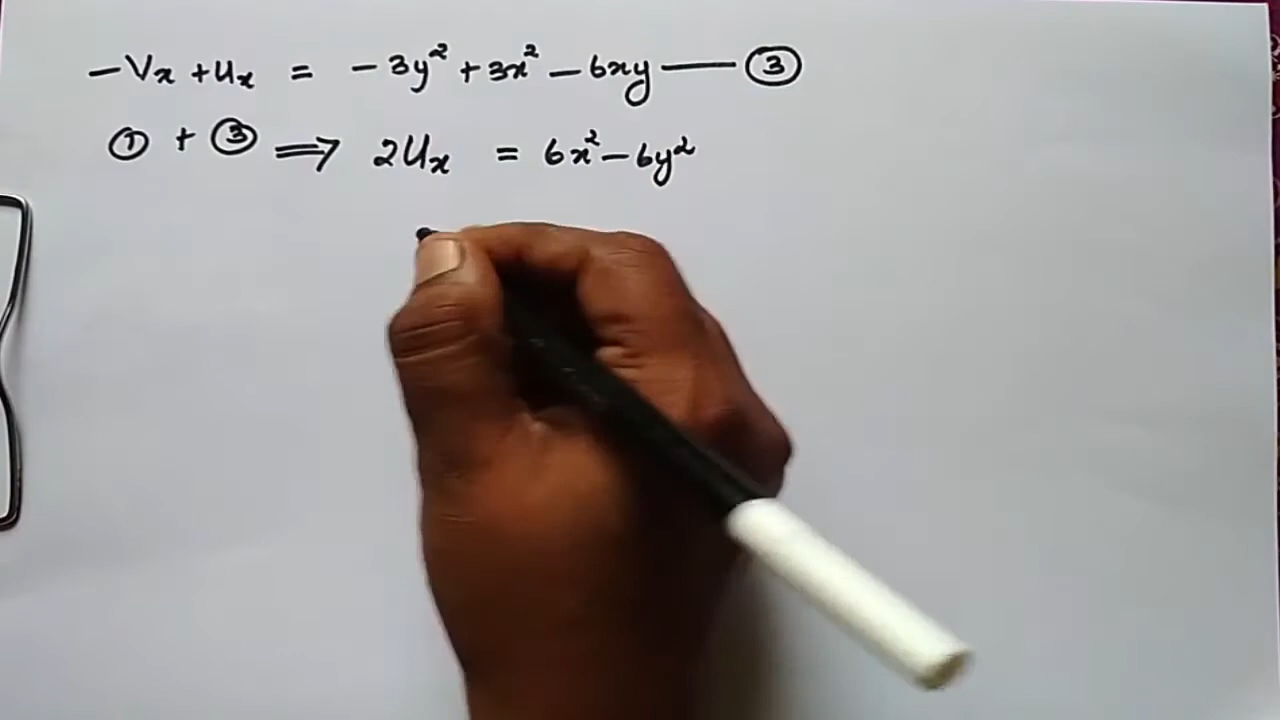 -Vx + Ux = -3y² + 3x² - 6xy —— ③
① + ③ ⟹ 2Ux = 6x² - 6y²